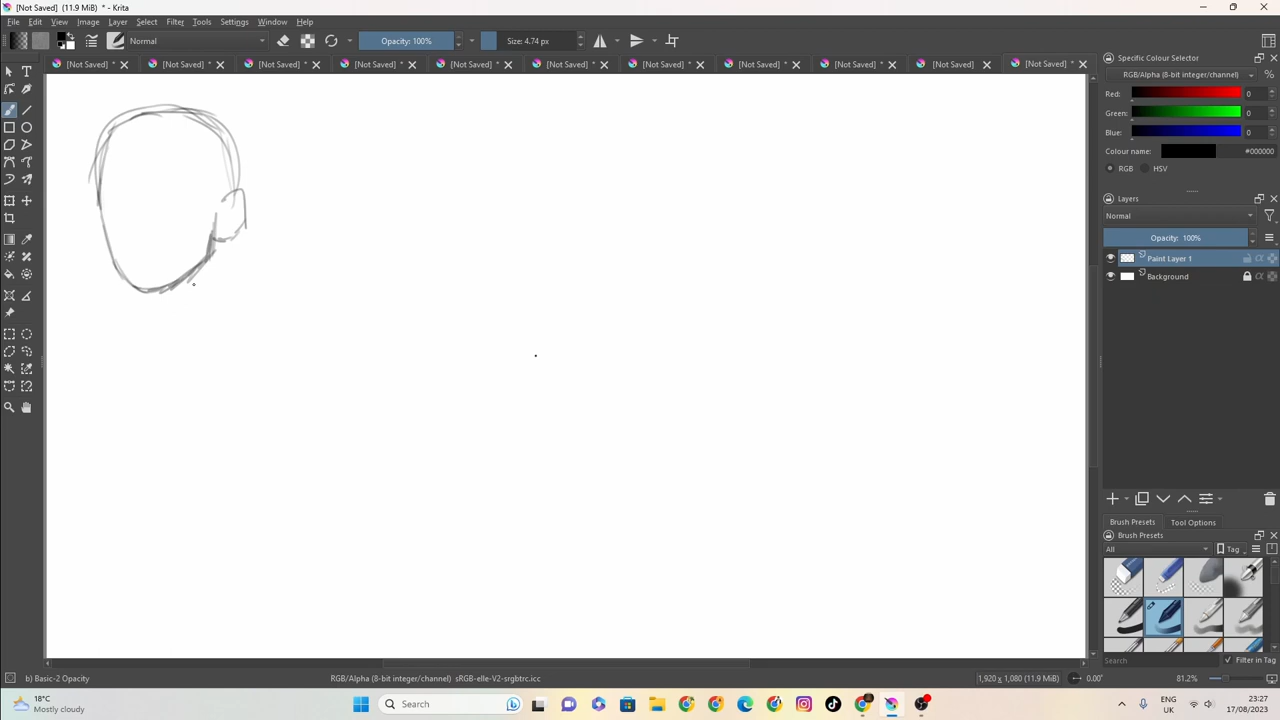 [Not Saved] (11.9 MiB) * - Krita
File Edit View Image Layer Select Filter Tools Settings Window Help
Normal Opacity: 100% Size: 4.74 px
[Not Saved] * [Not Saved] * [Not Saved] * [Not Saved] * [Not Saved] * [Not Saved] * [Not Saved] * [Not Saved] * [Not Saved] * [Not Saved] [Not Saved] *
Specific Colour Selector
RGB/Alpha (8-bit integer/channel) %
Red: 0
Green: 0
Blue: 0
Colour name: #000000
RGB HSV
Layers
Normal
Opacity: 100%
Paint Layer 1
Background
Brush Presets Tool Options
Brush Presets
All Tag
Search Filter in Tag
b) Basic-2 Opacity RGB/Alpha (8-bit integer/channel) sRGB-elle-V2-srgbtrc.icc 1,920 x 1,080 (11.9 MiB) 0.00° 81.2%
18°C
Mostly cloudy
Search
ENG
UK
23:27
17/08/2023